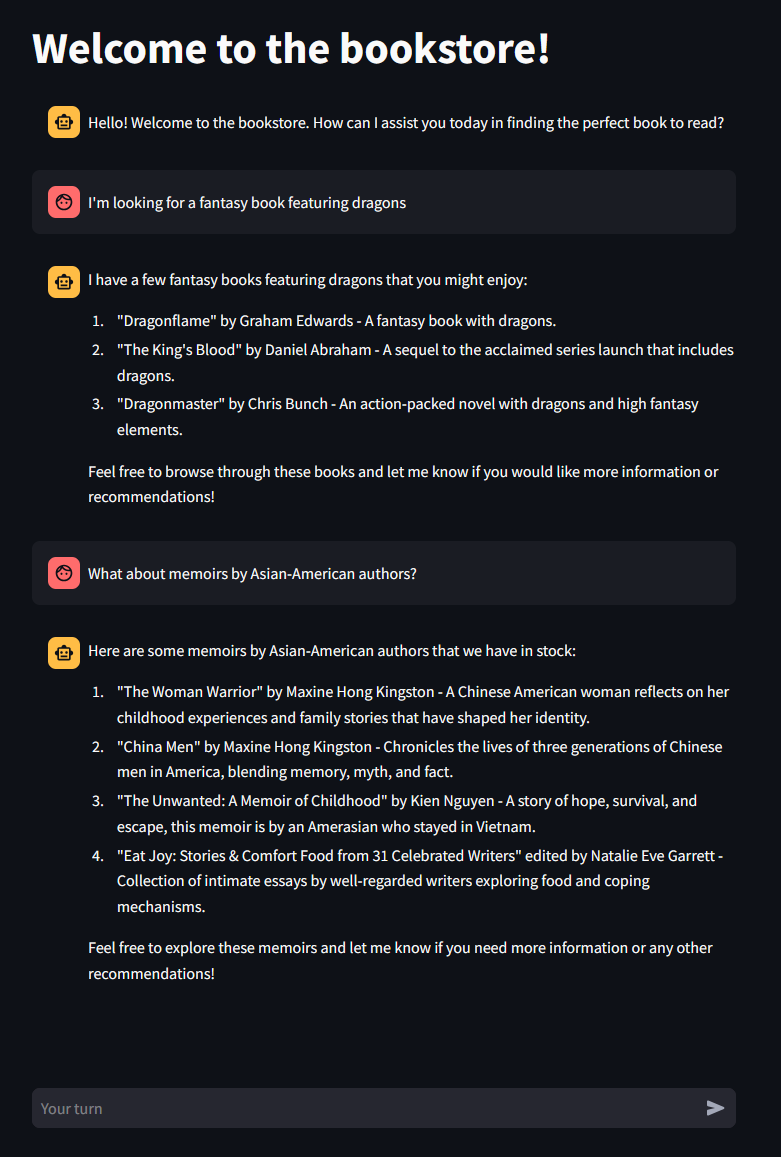 Welcome to the bookstore!
Hello! Welcome to the bookstore. How can I assist you today in finding the perfect book to read?
I'm looking for a fantasy book featuring dragons
I have a few fantasy books featuring dragons that you might enjoy:
1. "Dragonflame" by Graham Edwards - A fantasy book with dragons.
2. "The King's Blood" by Daniel Abraham - A sequel to the acclaimed series launch that includes
dragons.
3. "Dragonmaster" by Chris Bunch - An action-packed novel with dragons and high fantasy
elements.
Feel free to browse through these books and let me know if you would like more information or
recommendations!
What about memoirs by Asian-American authors?
Here are some memoirs by Asian-American authors that we have in stock:
1. "The Woman Warrior" by Maxine Hong Kingston - A Chinese American woman reflects on her
childhood experiences and family stories that have shaped her identity.
2. "China Men" by Maxine Hong Kingston - Chronicles the lives of three generations of Chinese
men in America, blending memory, myth, and fact.
3. "The Unwanted: A Memoir of Childhood" by Kien Nguyen - A story of hope, survival, and
escape, this memoir is by an Amerasian who stayed in Vietnam.
4. "Eat Joy: Stories & Comfort Food from 31 Celebrated Writers" edited by Natalie Eve Garrett -
Collection of intimate essays by well-regarded writers exploring food and coping
mechanisms.
Feel free to explore these memoirs and let me know if you need more information or any other
recommendations!
Your turn